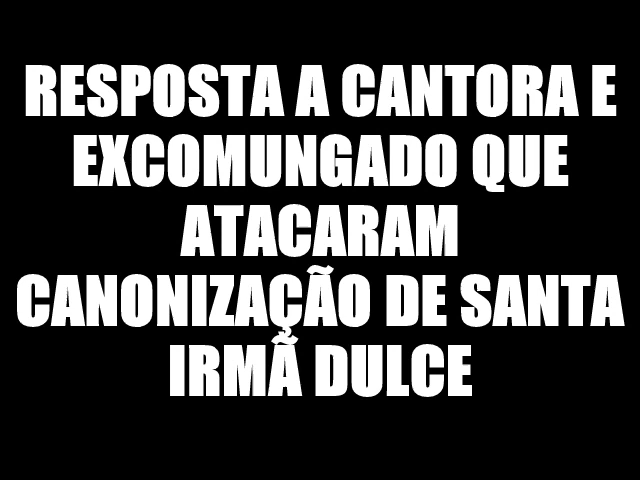 RESPOSTA A CANTORA E
EXCOMUNGADO QUE
ATACARAM
CANONIZAÇÃO DE SANTA
IRMÃ DULCE